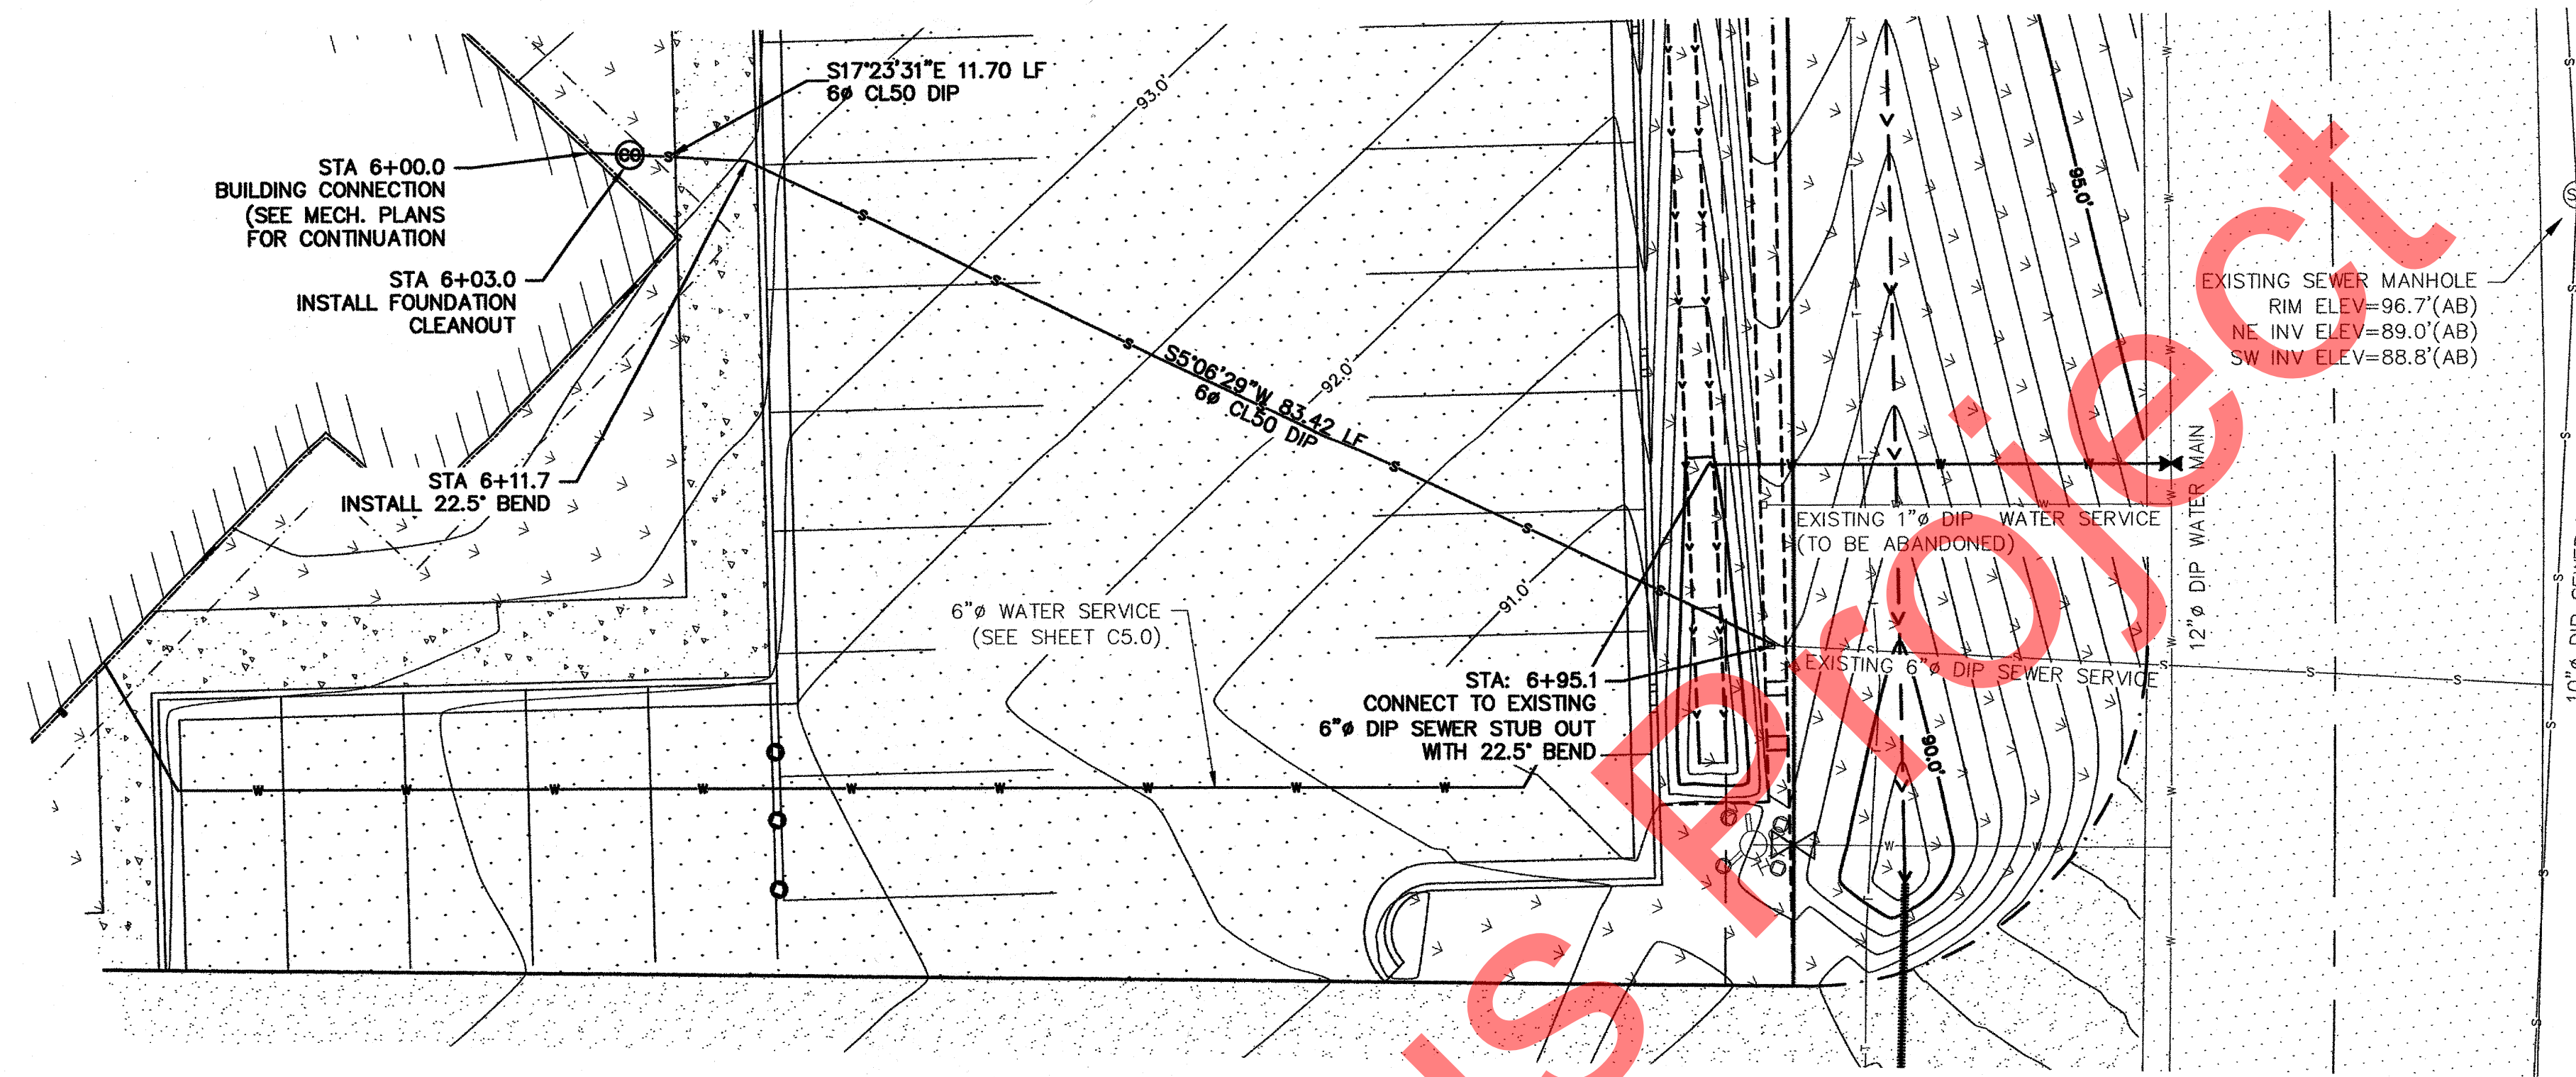 S17°23'31"E 11.70 LF
6ø CL50 DIP
STA 6+00.0
BUILDING CONNECTION
(SEE MECH. PLANS
FOR CONTINUATION
CO
S
STA 6+03.0
INSTALL FOUNDATION
CLEANOUT
STA 6+11.7
INSTALL 22.5° BEND
93.0'
92.0'
91.0'
S5°06'29"W 83.42 LF
6ø CL50 DIP
6"ø WATER SERVICE
(SEE SHEET C5.0)
STA: 6+95.1
CONNECT TO EXISTING
6"ø DIP SEWER STUB OUT
WITH 22.5° BEND
95.0'
90.0'
EXISTING 1"ø DIP WATER SERVICE
(TO BE ABANDONED)
EXISTING 6"ø DIP SEWER SERVICE
12"ø DIP WATER MAIN
EXISTING SEWER MANHOLE
RIM ELEV=96.7'(AB)
NE INV ELEV=89.0'(AB)
SW INV ELEV=88.8'(AB)
10"ø DIP SEWER
s Project